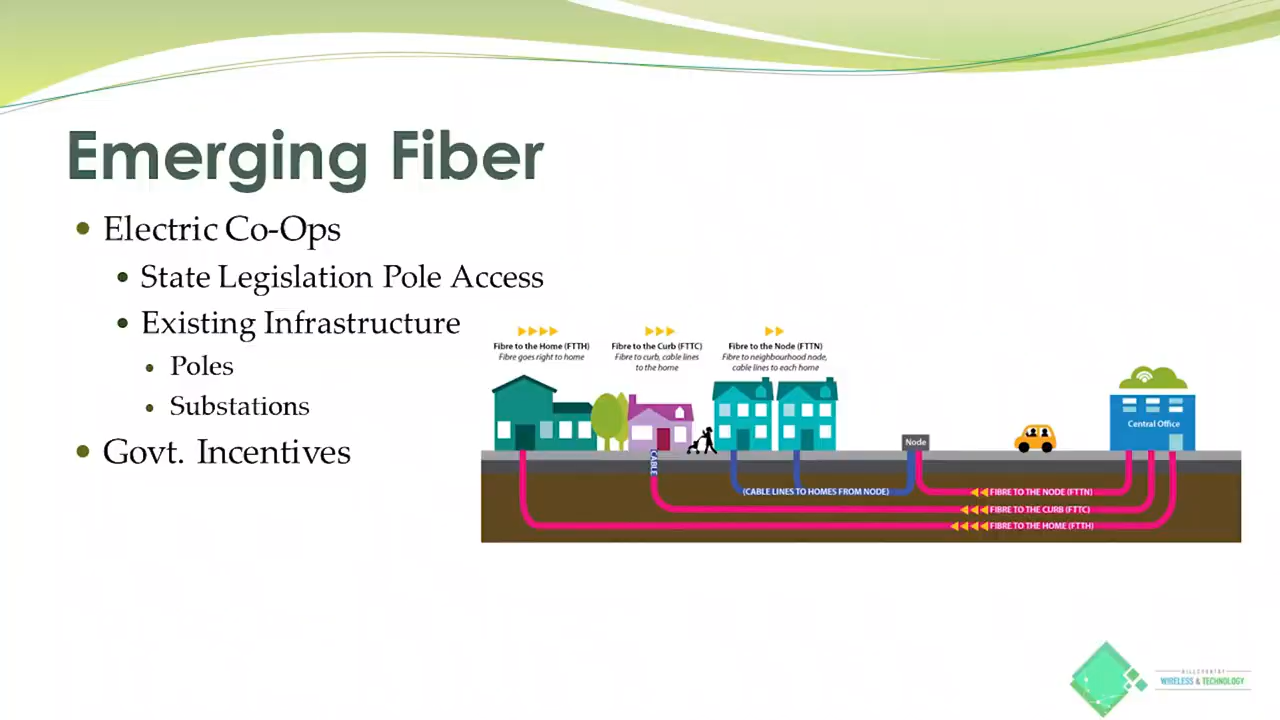 Emerging Fiber
Electric Co-Ops
State Legislation Pole Access
Existing Infrastructure
Poles
Substations
Govt. Incentives
Fibre to the Home (FTTH)
Fibre goes right to home
Fibre to the Curb (FTTC)
Fibre to curb, cable lines
to the home
Fibre to the Node (FTTN)
Fibre to neighbourhood node,
cable lines to each home
Central Office
Node
CABLE
(CABLE LINES TO HOMES FROM NODE)
FIBRE TO THE NODE (FTTN)
FIBRE TO THE CURB (FTTC)
FIBRE TO THE HOME (FTTH)
HILL COUNTRY
WIRELESS & TECHNOLOGY